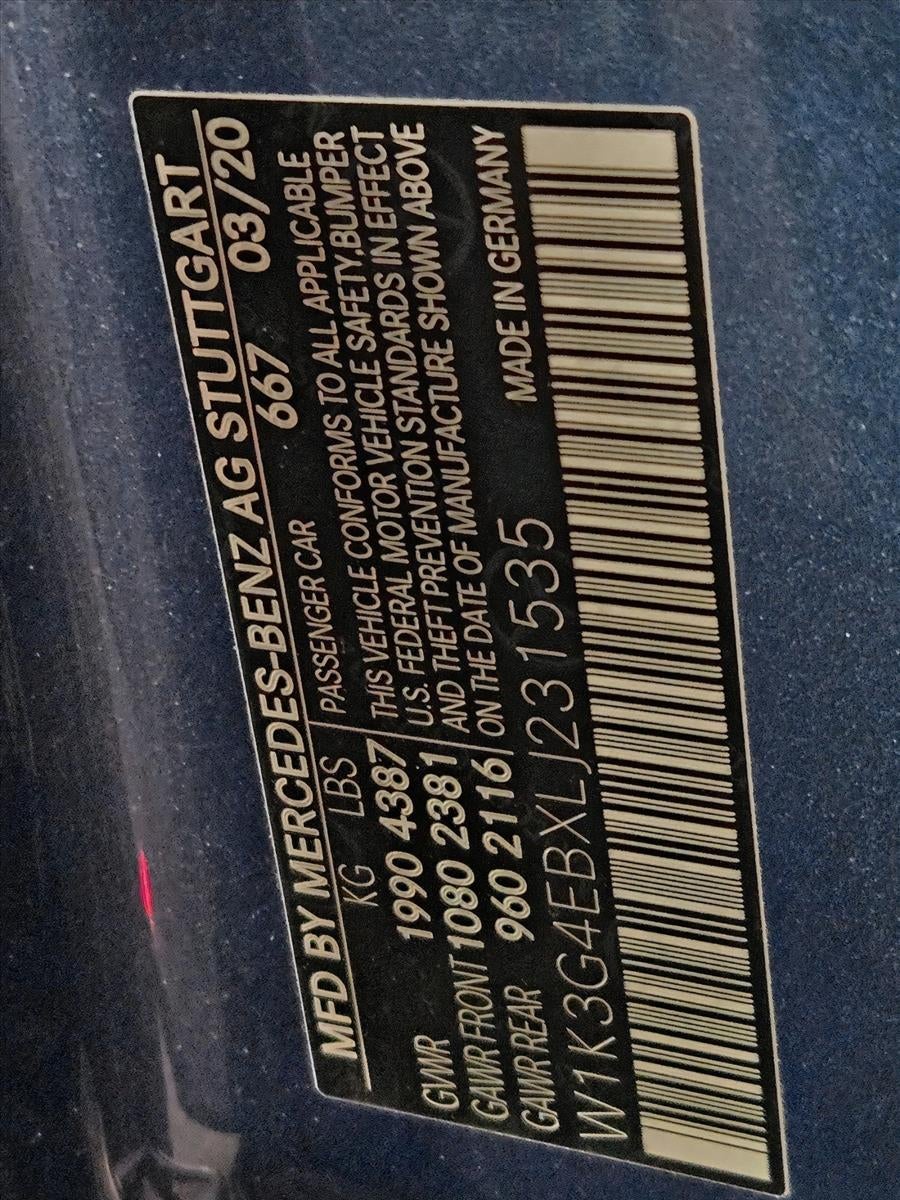 MFD BY MERCEDES-BENZ AG STUTTGART
KG LBS 667 03/20
PASSENGER CAR
GVWR 1990 4387
GAWR FRONT 1080 2381
GAWR REAR 960 2116
THIS VEHICLE CONFORMS TO ALL APPLICABLE
U.S. FEDERAL MOTOR VEHICLE SAFETY,BUMPER
AND THEFT PREVENTION STANDARDS IN EFFECT
ON THE DATE OF MANUFACTURE SHOWN ABOVE
W1K3G4EBXLJ231535 MADE IN GERMANY